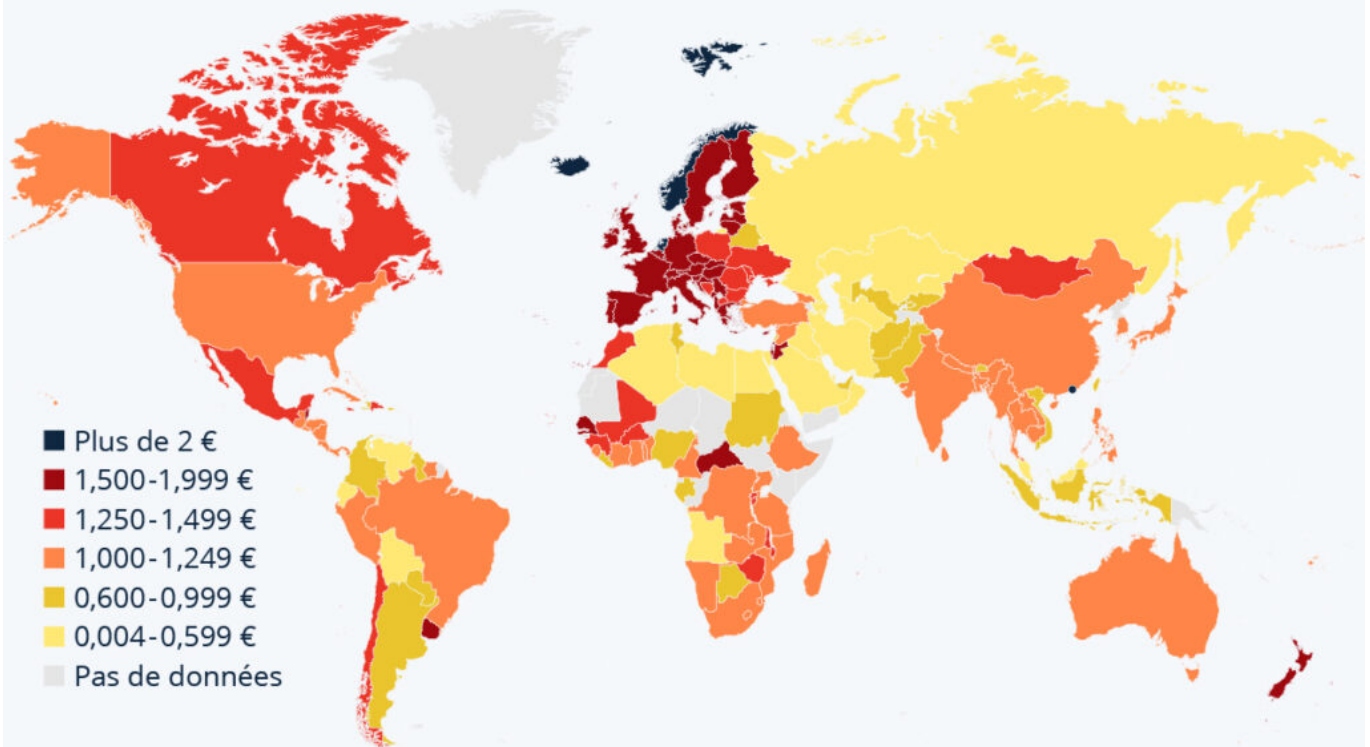 Plus de 2 €
1,500-1,999 €
1,250-1,499 €
1,000-1,249 €
0,600-0,999 €
0,004-0,599 €
Pas de données